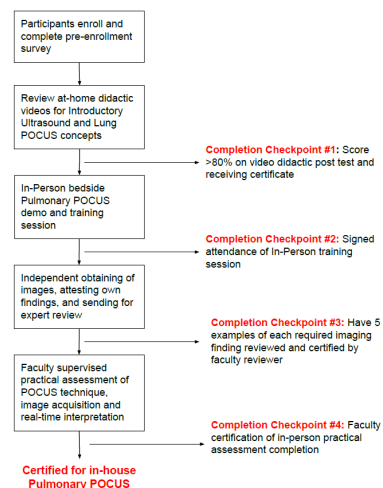 Participants enroll and
complete pre-enrollment
survey
Review at-home didactic
videos for Introductory
Ultrasound and Lung
POCUS concepts
Completion Checkpoint #1: Score
>80% on video didactic post test and
receiving certificate
In-Person bedside
Pulmonary POCUS
demo and training
session
Completion Checkpoint #2: Signed
attendance of In-Person training
session
Independent obtaining of
images, attesting own
findings, and sending for
expert review
Completion Checkpoint #3: Have 5
examples of each required imaging
finding reviewed and certified by
faculty reviewer
Faculty supervised
practical assessment of
POCUS technique,
image acquisition and
real-time interpretation
Completion Checkpoint #4: Faculty
certification of in-person practical
assessment completion
Certified for in-house
Pulmonary POCUS